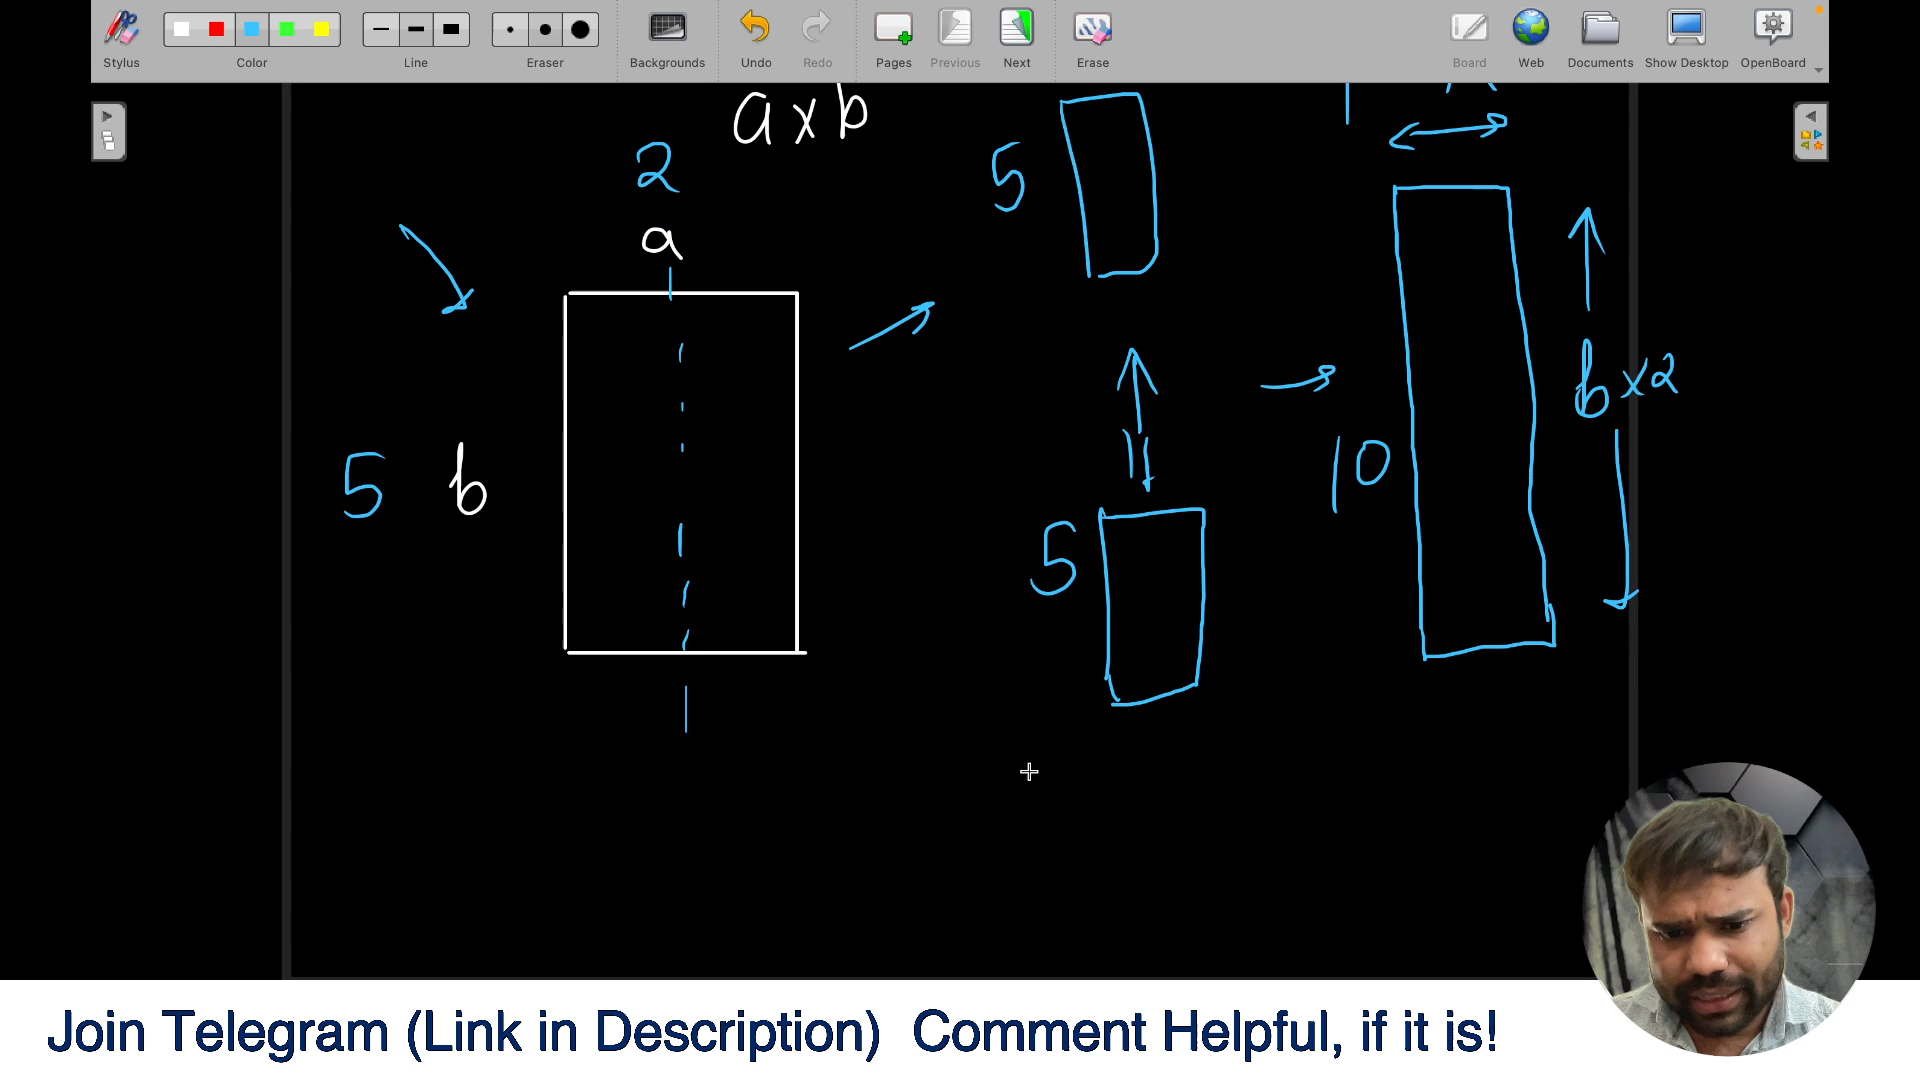 Stylus Color Line Eraser Backgrounds Undo Redo Pages Previous Next Erase Board Web Documents Show Desktop OpenBoard
a x b
2
a
5 b
5
5
10
b x 2
Join Telegram (Link in Description) Comment Helpful, if it is!